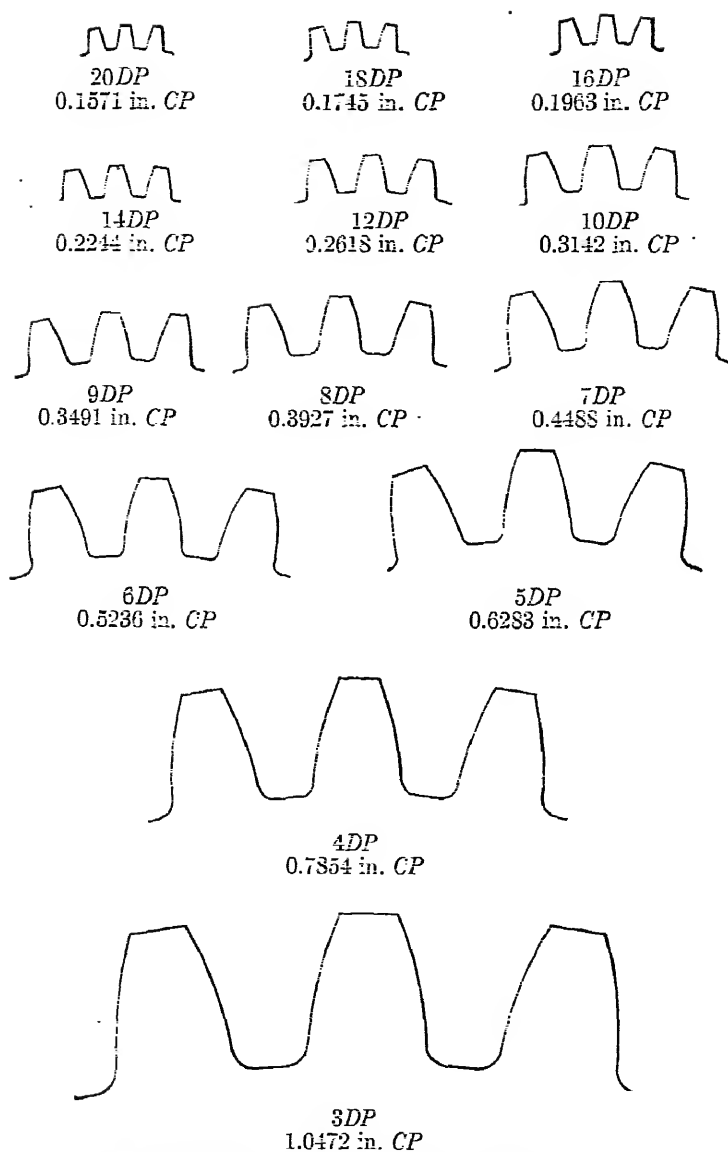 20DP
0.1571 in. CP
18DP
0.1745 in. CP
16DP
0.1963 in. CP
14DP
0.2244 in. CP
12DP
0.2618 in. CP
10DP
0.3142 in. CP
9DP
0.3491 in. CP
8DP
0.3927 in. CP
7DP
0.4488 in. CP
6DP
0.5236 in. CP
5DP
0.6283 in. CP
4DP
0.7854 in. CP
3DP
1.0472 in. CP